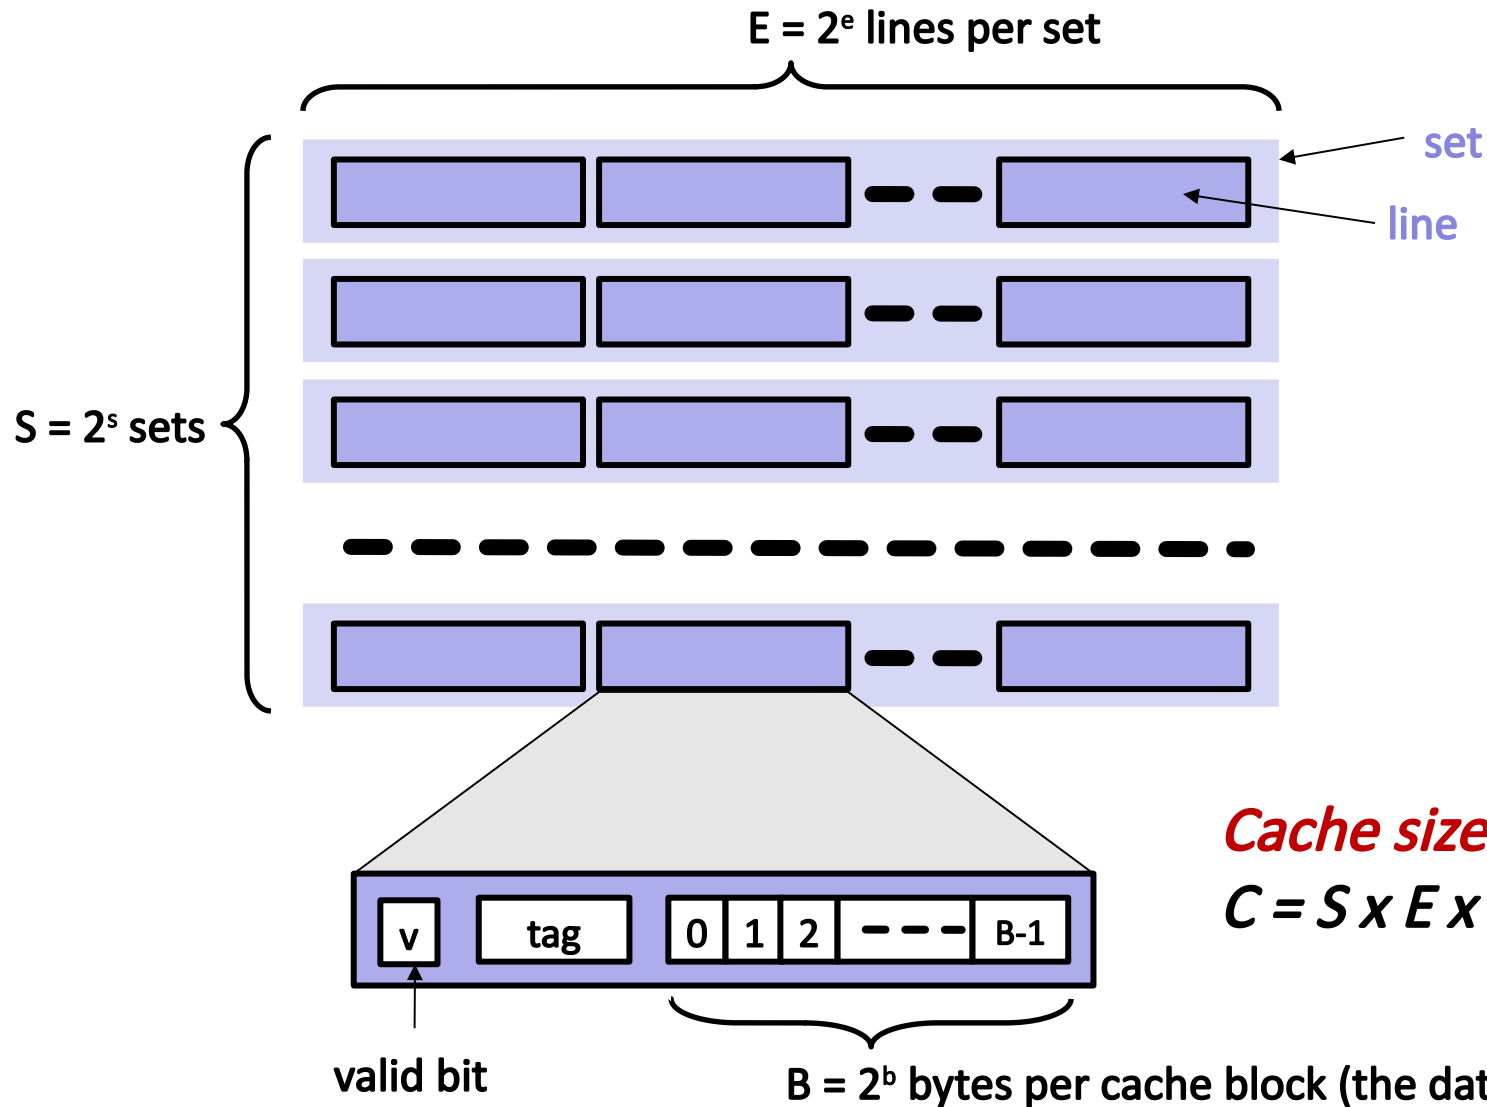 E = 2ᵉ lines per set
set
line
S = 2ˢ sets
Cache size
C = S x E x
v
tag
0 1 2 B-1
valid bit
B = 2ᵇ bytes per cache block (the dat